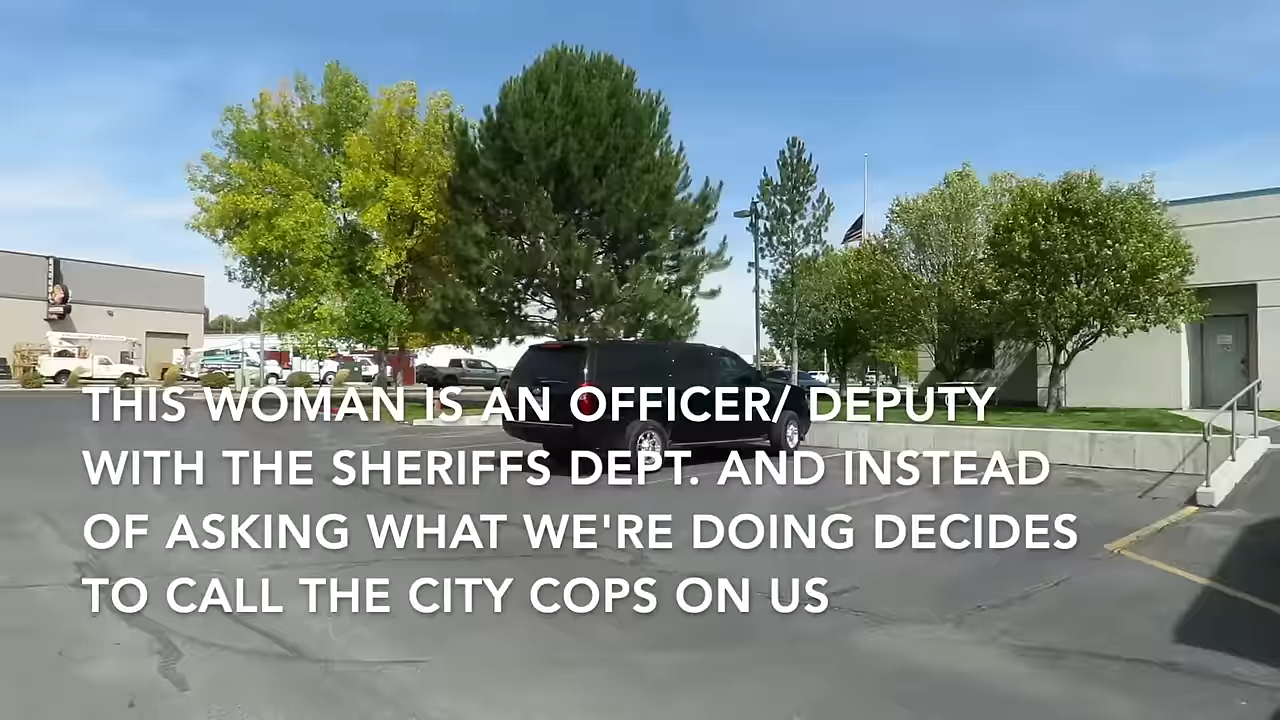 THIS WOMAN IS AN OFFICER/ DEPUTY
WITH THE SHERIFFS DEPT. AND INSTEAD
OF ASKING WHAT WE'RE DOING DECIDES
TO CALL THE CITY COPS ON US